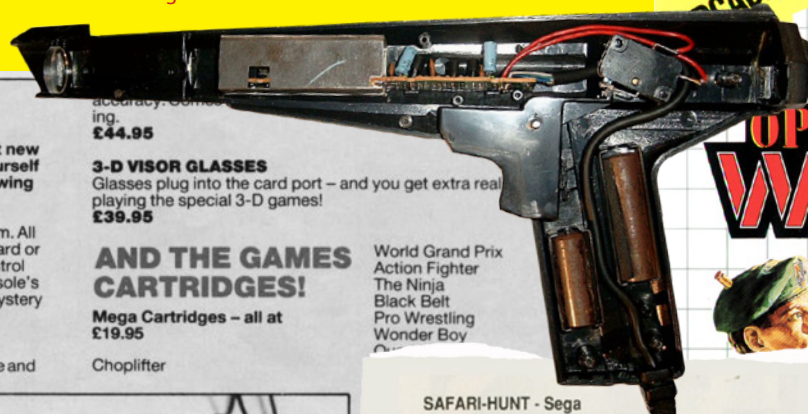 ing.
£44.95
3-D VISOR GLASSES
Glasses plug into the card port – and you get extra real
playing the special 3-D games!
£39.95
AND THE GAMES
CARTRIDGES!
Mega Cartridges – all at
£19.95
Choplifter
World Grand Prix
Action Fighter
The Ninja
Black Belt
Pro Wrestling
Wonder Boy
t new
urself
wing
m. All
ard or
trol
sole's
ystery
e and
OP
W
SAFARI-HUNT - Sega